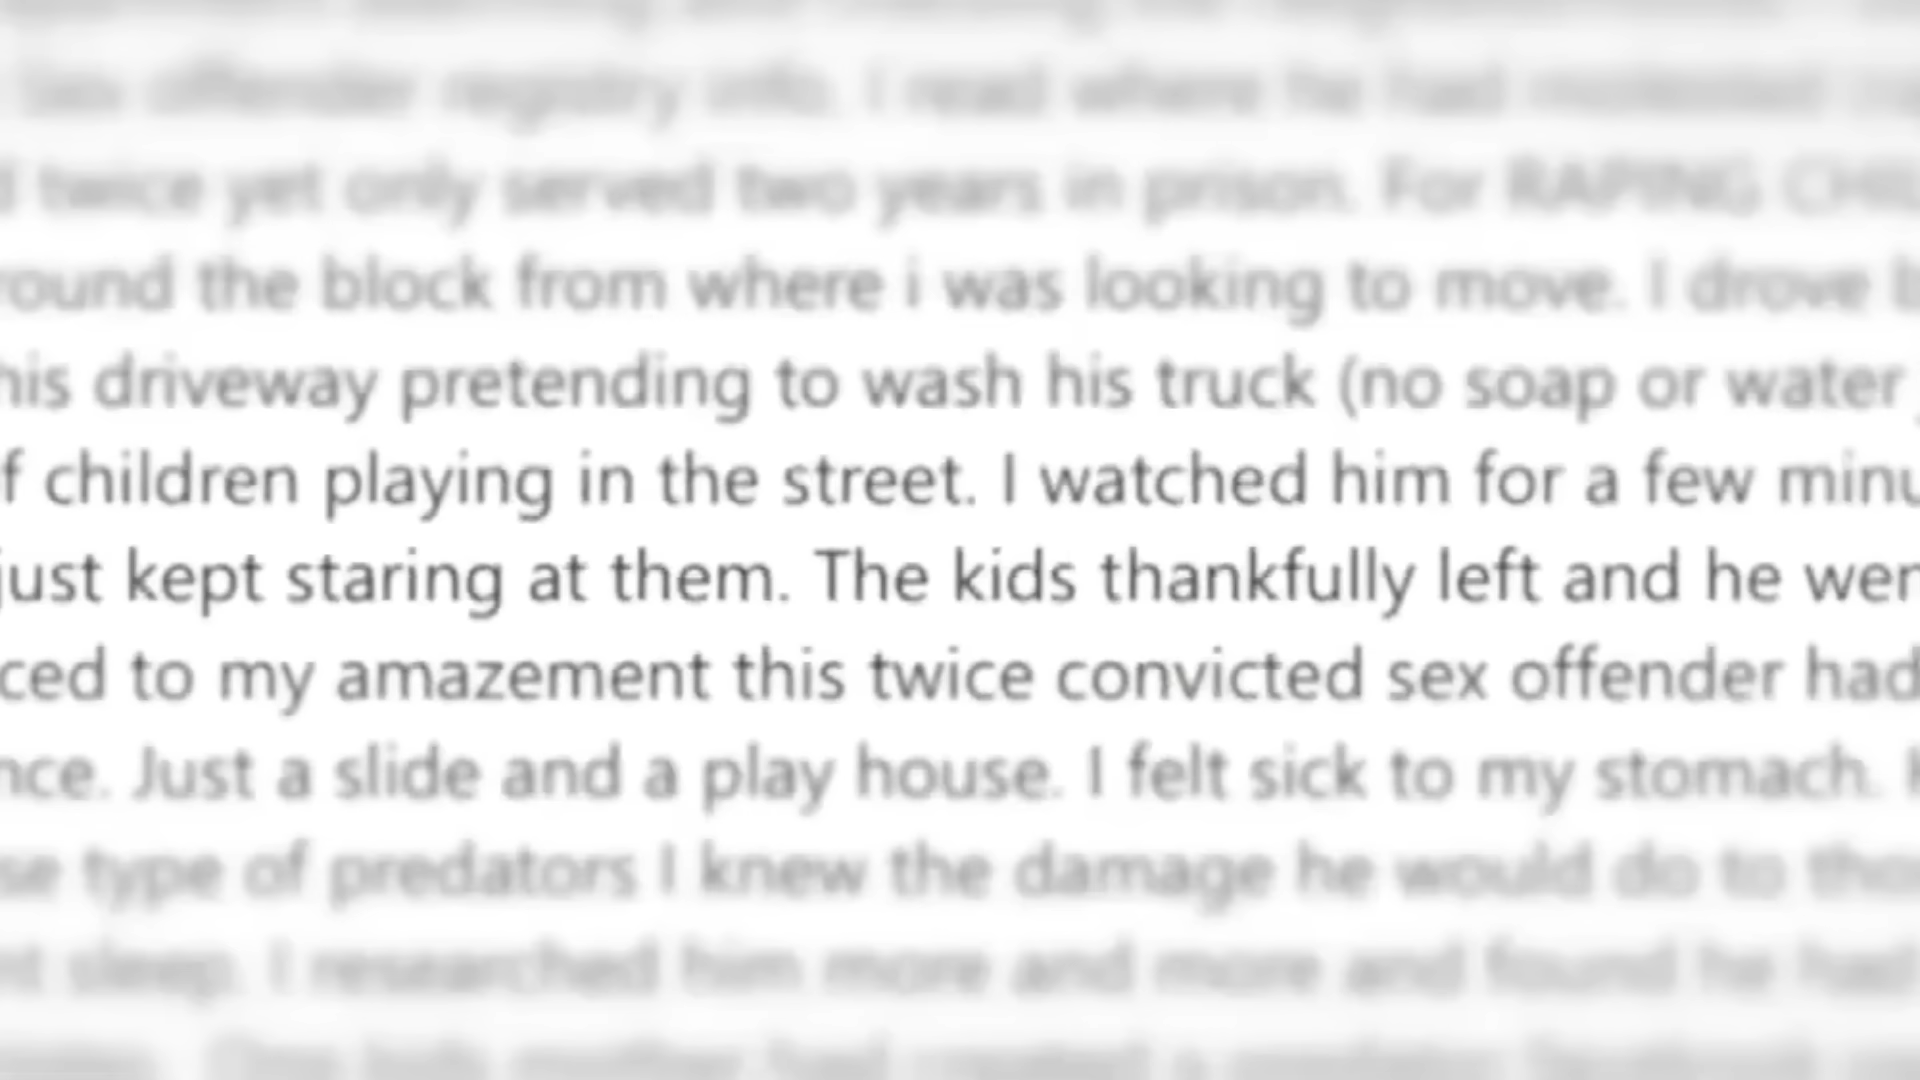 sex offender registry info. I read where he had molested
twice yet only served two years in prison. For RAPING
round the block from where i was looking to move. I drove
his driveway pretending to wash his truck (no soap or water
f children playing in the street. I watched him for a few minu
just kept staring at them. The kids thankfully left and he wen
ced to my amazement this twice convicted sex offender had
nce. Just a slide and a play house. I felt sick to my stomach.
se type of predators I knew the damage he would do to tho
nt sleep. I researched him more and more and found he had